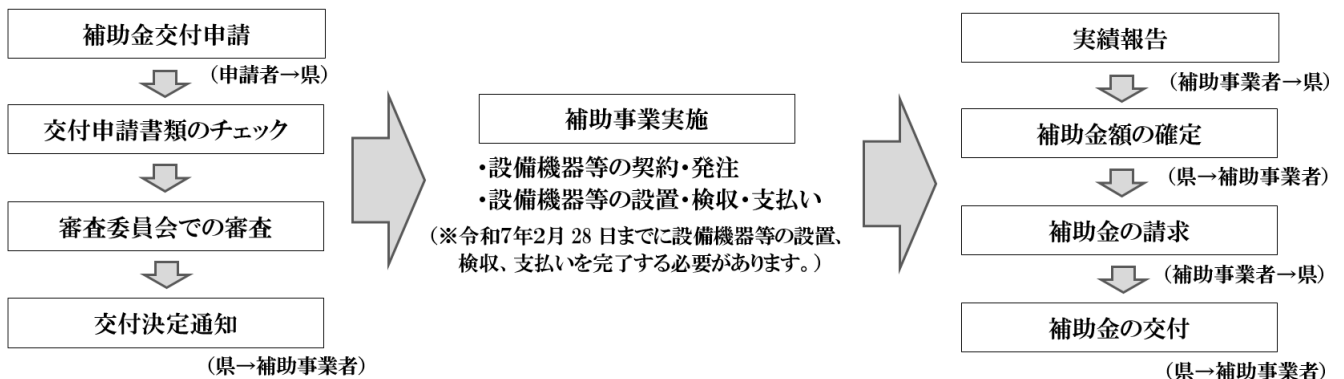 補助金交付申請
（申請者→県）
交付申請書類のチェック
審査委員会での審査
交付決定通知
（県→補助事業者）
補助事業実施
・設備機器等の契約・発注
・設備機器等の設置・検収・支払い
（※令和7年2月 28 日までに設備機器等の設置、
検収、支払いを完了する必要があります。）
実績報告
（補助事業者→県）
補助金額の確定
（県→補助事業者）
補助金の請求
（補助事業者→県）
補助金の交付
（県→補助事業者）